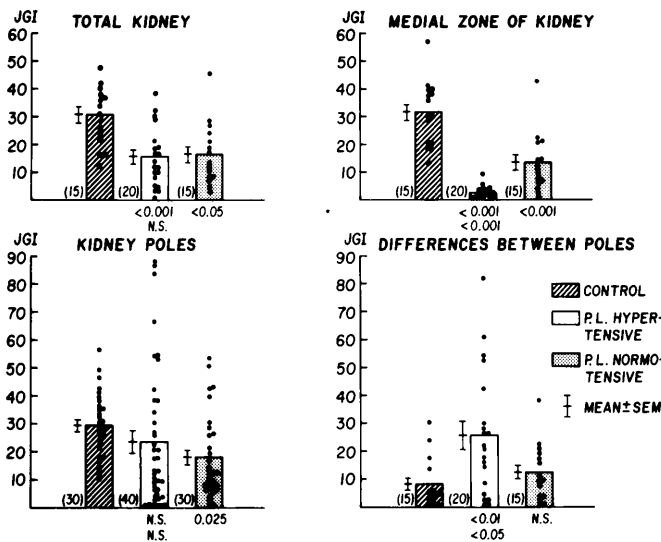 JGI TOTAL KIDNEY
60
50
40
30
20
10
(15) (20) (15)
<0.001 <0.05
N.S.
JGI MEDIAL ZONE OF KIDNEY
60
50
40
30
20
10
(15) (20) (15)
<0.001 <0.001
<0.001
JGI KIDNEY POLES
90
80
70
60
50
40
30
20
10
(30) (40) (30)
N.S. 0.025
N.S.
JGI DIFFERENCES BETWEEN POLES
90
80
70
60
50
40
30
20
10
(15) (20) (15)
<0.01 N.S.
<0.05
CONTROL
P.L. HYPER-
TENSIVE
P.L. NORMO-
TENSIVE
MEAN±SEM